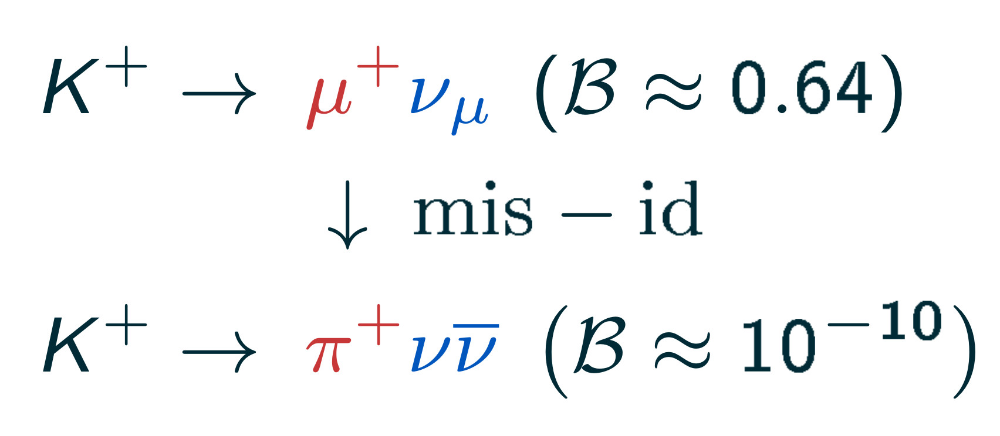 K⁺ → μ⁺ν_μ (ℬ ≈ 0.64)
↓ mis − id
K⁺ → π⁺νν̅ (ℬ ≈ 10⁻¹⁰)